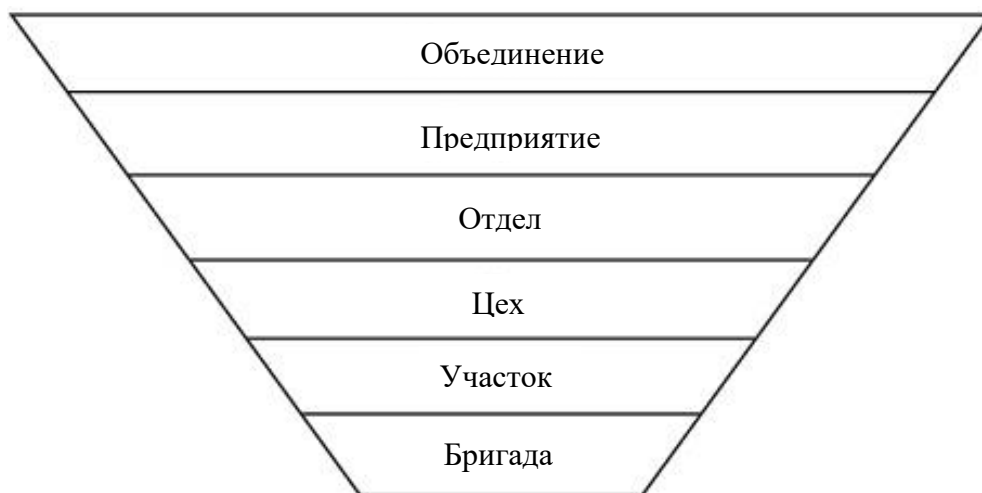 Объединение
Предприятие
Отдел
Цех
Участок
Бригада